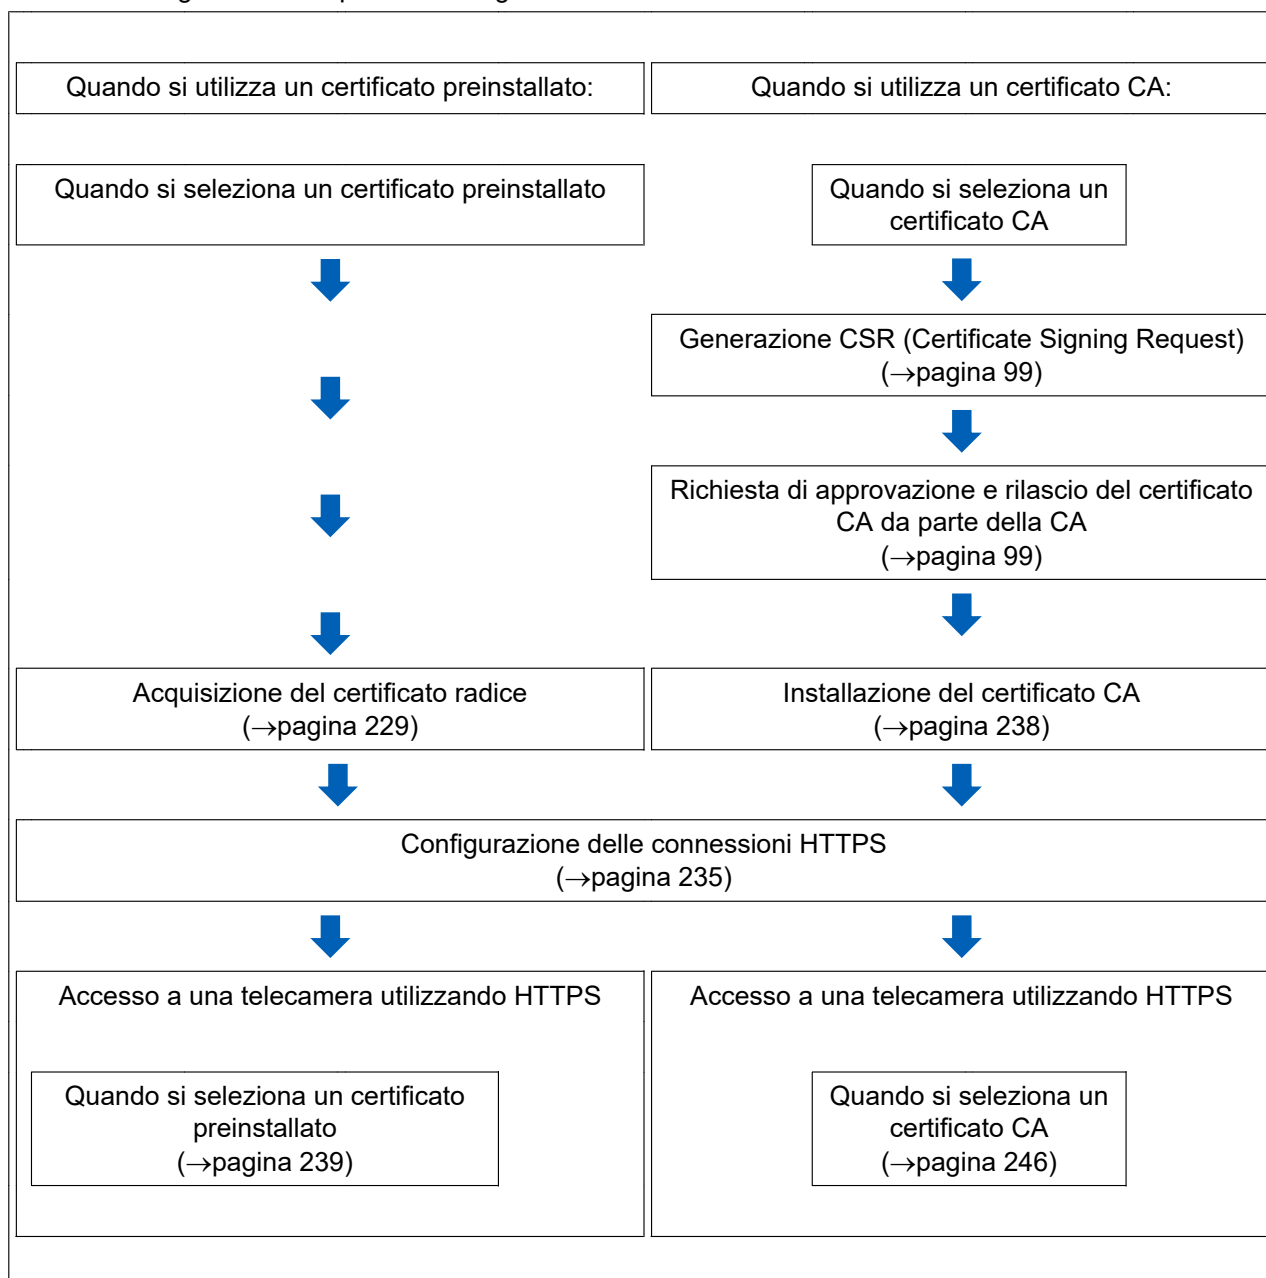 Quando si utilizza un certificato preinstallato:
Quando si utilizza un certificato CA:
Quando si seleziona un certificato preinstallato
Quando si seleziona un
certificato CA
Generazione CSR (Certificate Signing Request)
(→pagina 99)
Richiesta di approvazione e rilascio del certificato
CA da parte della CA
(→pagina 99)
Acquisizione del certificato radice
(→pagina 229)
Installazione del certificato CA
(→pagina 238)
Configurazione delle connessioni HTTPS
(→pagina 235)
Accesso a una telecamera utilizzando HTTPS
Quando si seleziona un certificato
preinstallato
(→pagina 239)
Accesso a una telecamera utilizzando HTTPS
Quando si seleziona un
certificato CA
(→pagina 246)